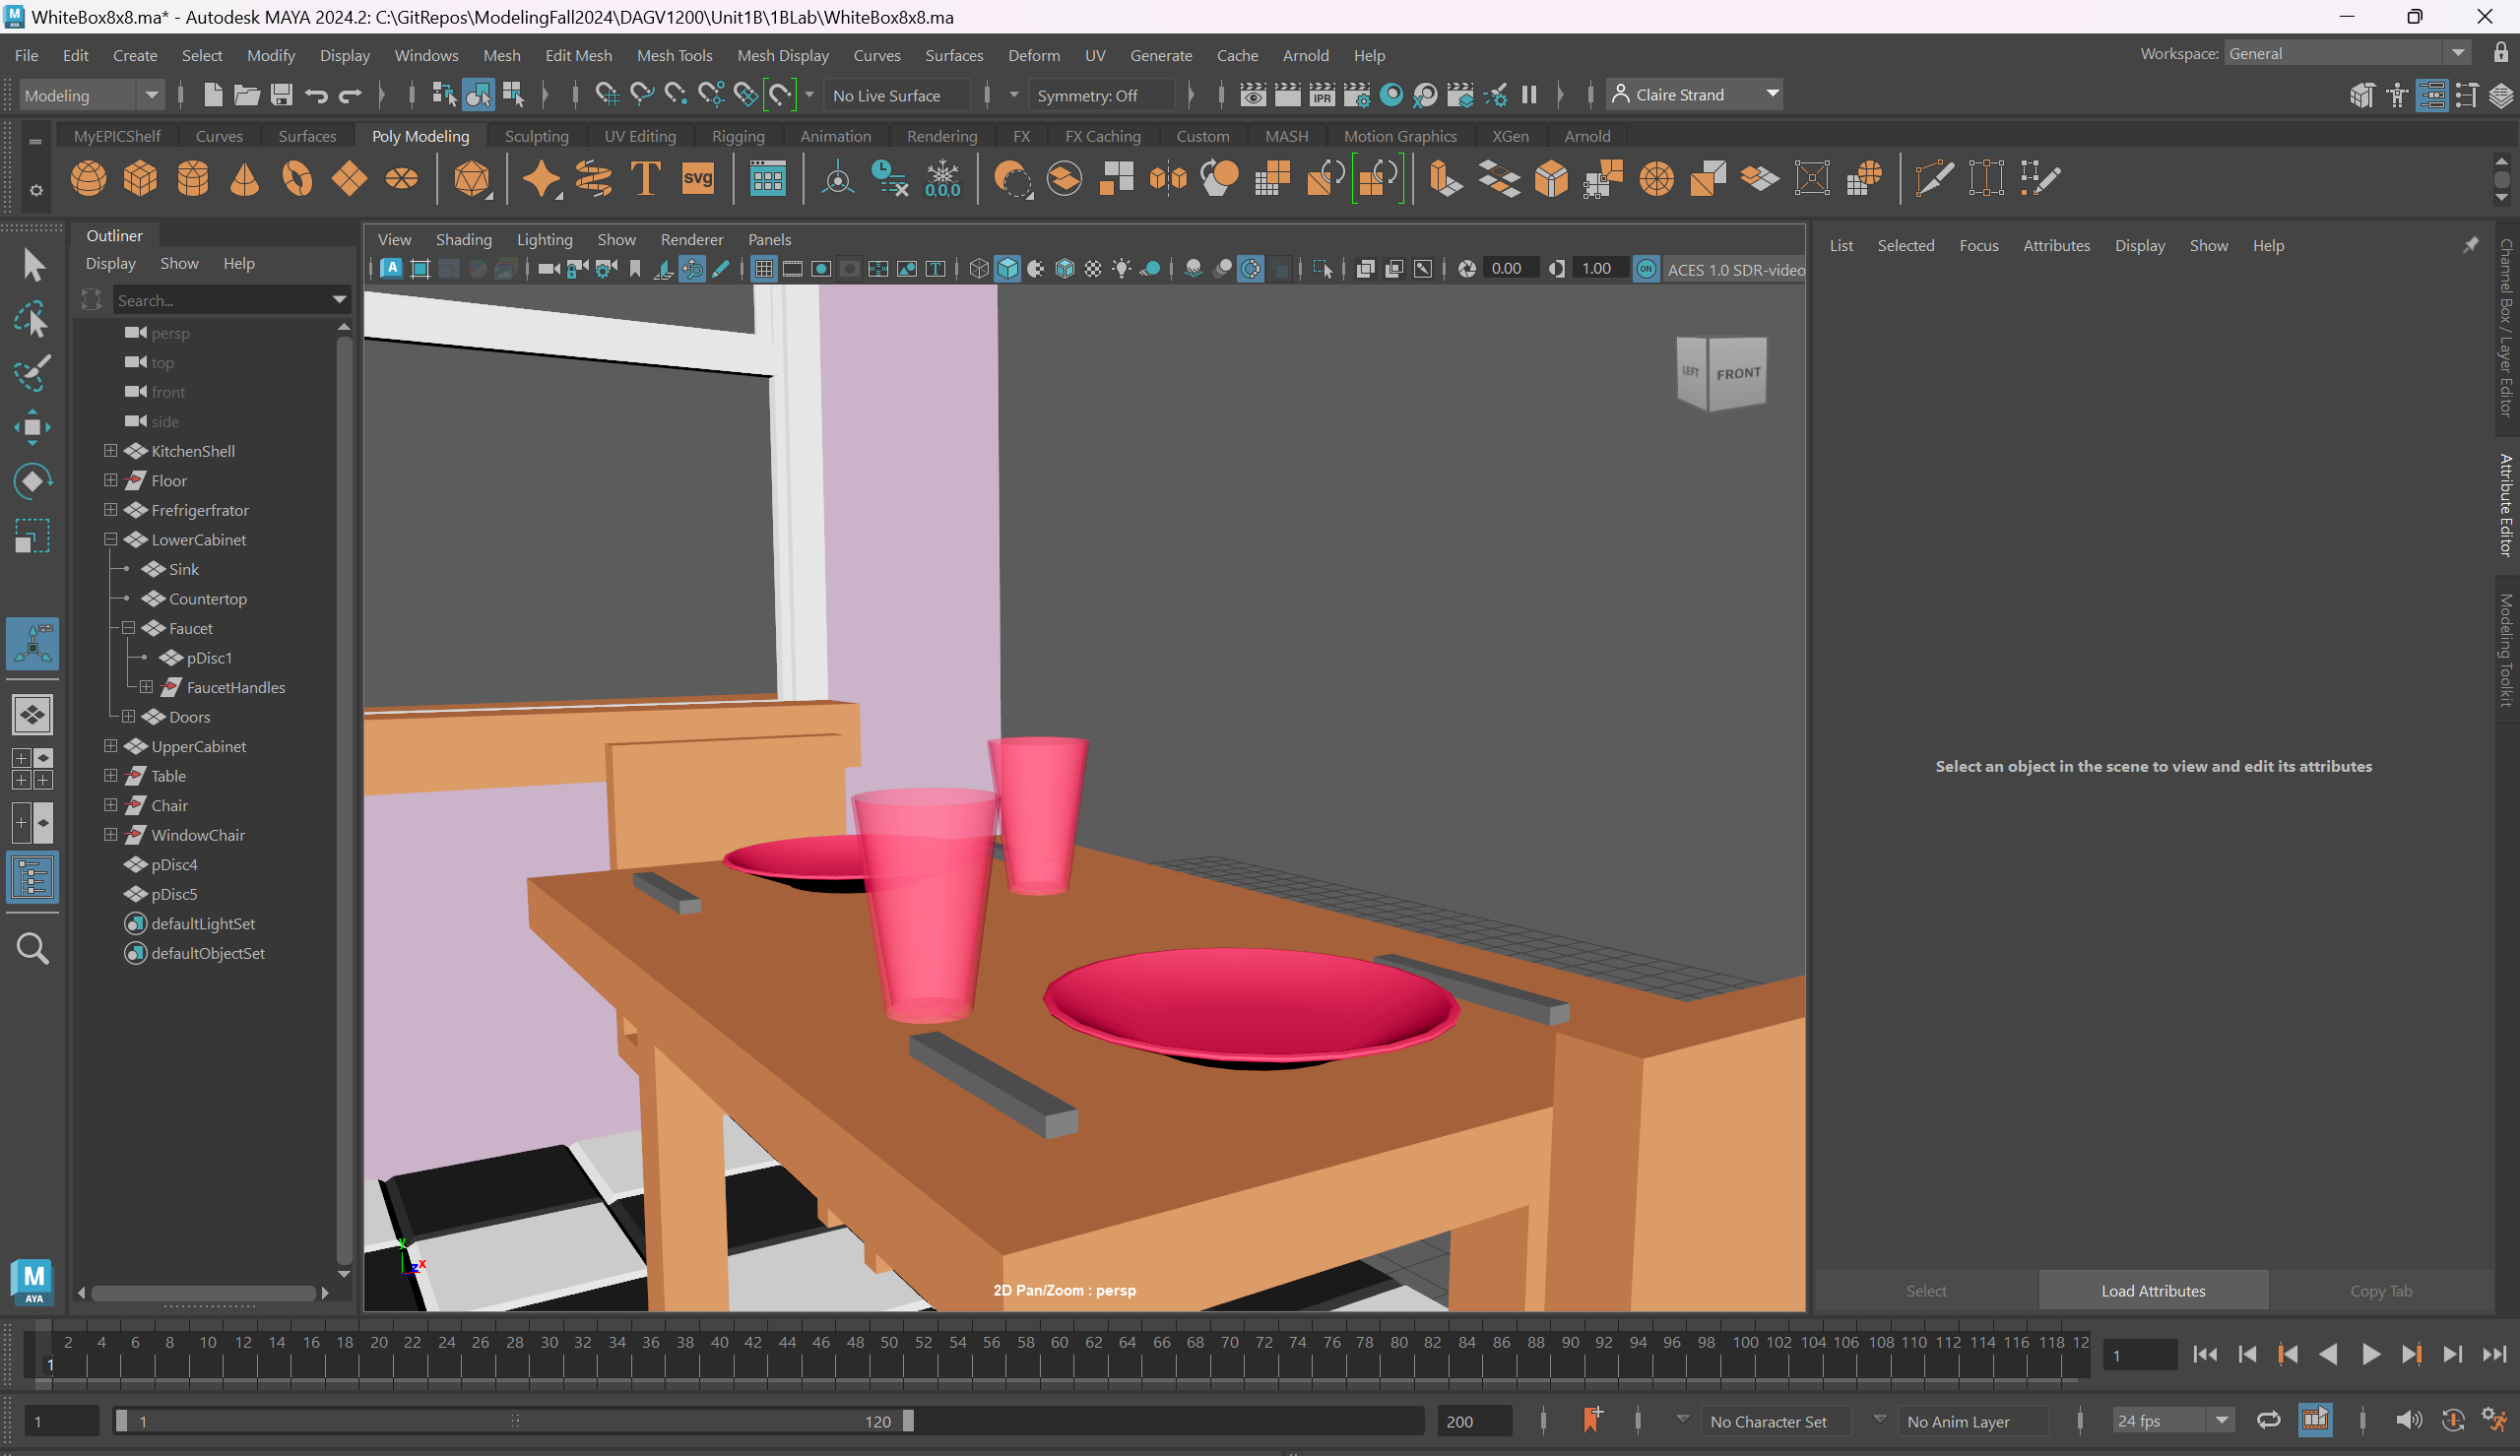 WhiteBox8x8.ma* - Autodesk MAYA 2024.2: C:\GitRepos\ModelingFall2024\DAGV1200\Unit1B\1BLab\WhiteBox8x8.ma
File Edit Create Select Modify Display Windows Mesh Edit Mesh Mesh Tools Mesh Display Curves Surfaces Deform UV Generate Cache Arnold Help
Workspace: General
Modeling
No Live Surface
Symmetry: Off
IPR
Claire Strand
MyEPICShelf Curves Surfaces Poly Modeling Sculpting UV Editing Rigging Animation Rendering FX FX Caching Custom MASH Motion Graphics XGen Arnold
T
svg
0,0,0
Outliner
Display Show Help
Search...
persp
top
front
side
KitchenShell
Floor
Frefrigerfrator
LowerCabinet
Sink
Countertop
Faucet
pDisc1
FaucetHandles
Doors
UpperCabinet
Table
Chair
WindowChair
pDisc4
pDisc5
defaultLightSet
defaultObjectSet
M
AYA
View Shading Lighting Show Renderer Panels
0.00
1.00
ON
ACES 1.0 SDR-video
LEFT FRONT
y
z x
2D Pan/Zoom : persp
List Selected Focus Attributes Display Show Help
Select an object in the scene to view and edit its attributes
Select Load Attributes Copy Tab
Channel Box / Layer Editor
Attribute Editor
Modeling Toolkit
2 4 6 8 10 12 14 16 18 20 22 24 26 28 30 32 34 36 38 40 42 44 46 48 50 52 54 56 58 60 62 64 66 68 70 72 74 76 78 80 82 84 86 88 90 92 94 96 98 100 102 104 106 108 110 112 114 116 118 12
1
1
1
1 120
200
No Character Set
No Anim Layer
24 fps